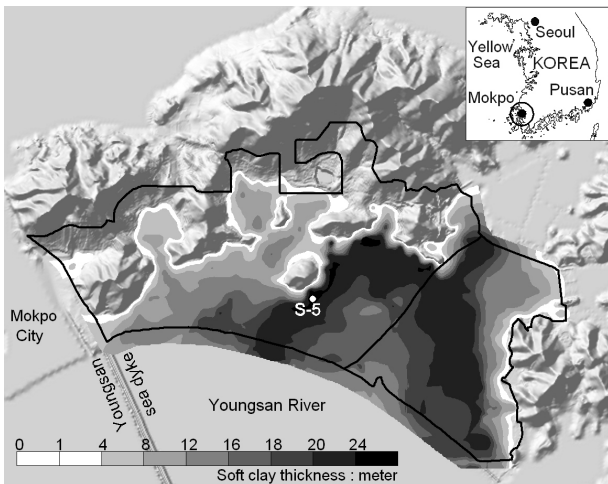 Seoul
Yellow
Sea
KOREA
Mokpo
Pusan
S-5
Mokpo
City
Youngsan
sea dyke
Youngsan River
0 1 4 8 12 16 18 20 24
Soft clay thickness : meter